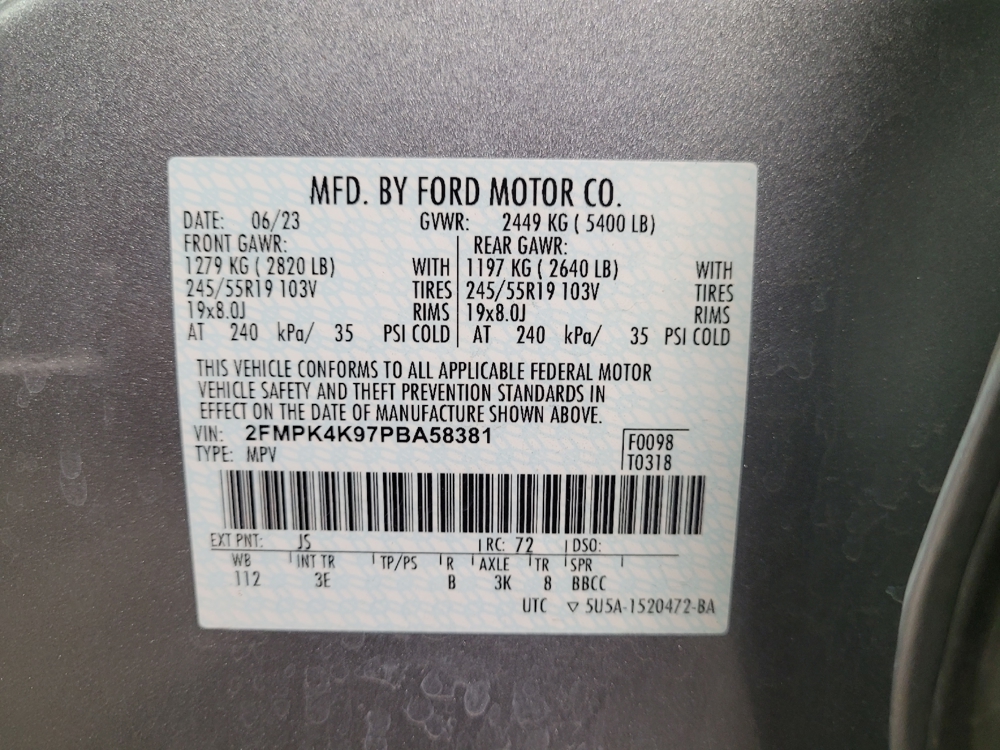 MFD. BY FORD MOTOR CO.
DATE: 06/23 GVWR: 2449 KG ( 5400 LB)
FRONT GAWR: REAR GAWR:
1279 KG ( 2820 LB) WITH 1197 KG ( 2640 LB) WITH
245/55R19 103V TIRES 245/55R19 103V TIRES
19x8.0J RIMS 19x8.0J RIMS
AT 240 kPa/ 35 PSI COLD AT 240 kPa/ 35 PSI COLD
THIS VEHICLE CONFORMS TO ALL APPLICABLE FEDERAL MOTOR
VEHICLE SAFETY AND THEFT PREVENTION STANDARDS IN
EFFECT ON THE DATE OF MANUFACTURE SHOWN ABOVE.
VIN: 2FMPK4K97PBA58381 F0098
TYPE: MPV T0318
EXT PNT: JS RC: 72 DSO:
WB INT TR TP/PS R AXLE TR SPR
112 3E B 3K 8 BBCC
UTC ▽ 5U5A-1520472-BA